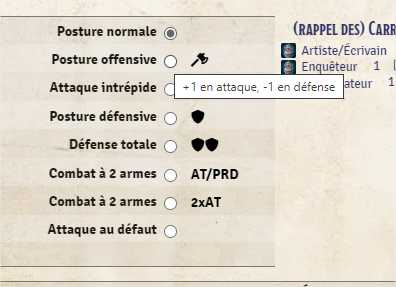 Posture normale
Posture offensive
Attaque intrépide
+1 en attaque, -1 en défense
Posture défensive
Défense totale
Combat à 2 armes AT/PRD
Combat à 2 armes 2xAT
Attaque au défaut
(RAPPEL DES) CARR
Artiste/Écrivain
Enquêteur 1
ateur 1